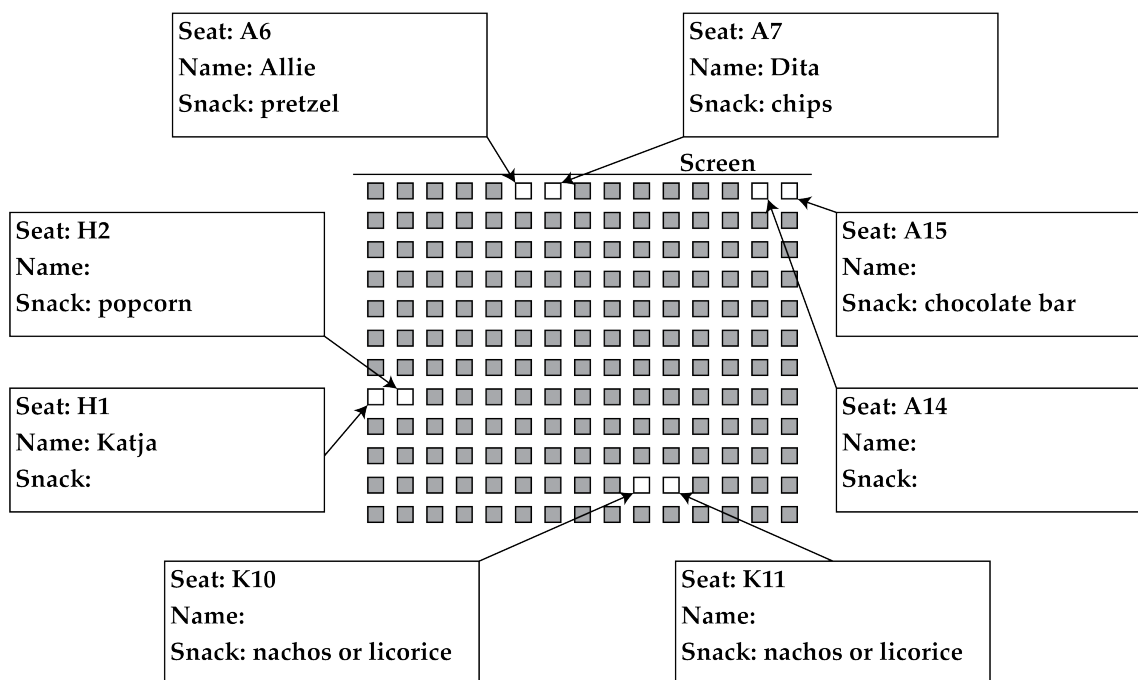 Seat: A6
Name: Allie
Snack: pretzel
Seat: A7
Name: Dita
Snack: chips
Screen
Seat: H2
Name:
Snack: popcorn
Seat: A15
Name:
Snack: chocolate bar
Seat: H1
Name: Katja
Snack:
Seat: A14
Name:
Snack:
Seat: K10
Name:
Snack: nachos or licorice
Seat: K11
Name:
Snack: nachos or licorice